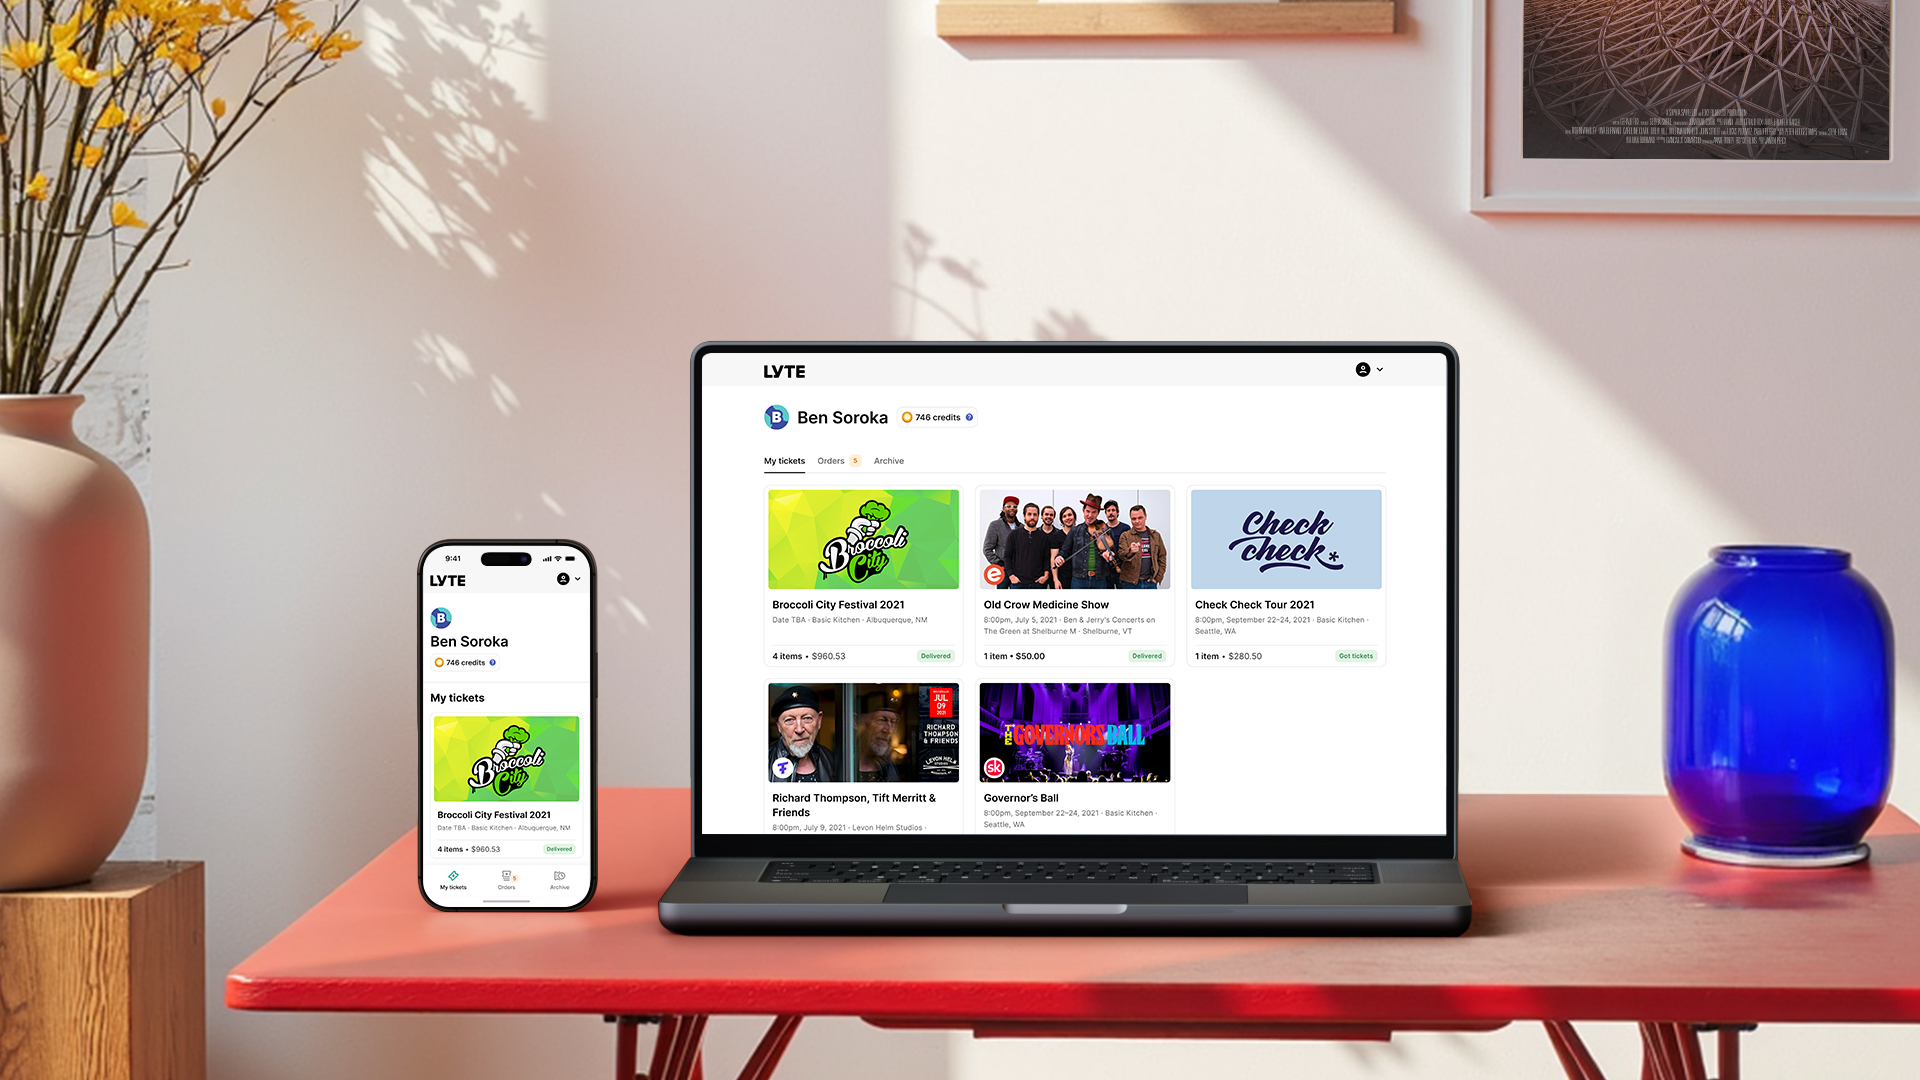 9:41
LYTE
B
Ben Soroka
746 credits ?
My tickets
Broccoli City
Broccoli City Festival 2021
Date TBA · Basic Kitchen · Albuquerque, NM
4 items • $960.53
Delivered
My tickets
Orders 5
Archive
LYTE
B
Ben Soroka
746 credits ?
My tickets
Orders 5
Archive
Broccoli City
Broccoli City Festival 2021
Date TBA · Basic Kitchen · Albuquerque, NM
4 items • $960.53
Delivered
e
Old Crow Medicine Show
8:00pm, July 5, 2021 · Ben & Jerry's Concerts on
The Green at Shelburne M · Shelburne, VT
1 item • $50.00
Delivered
Check
check*
Check Check Tour 2021
8:00pm, September 22–24, 2021 · Basic Kitchen ·
Seattle, WA
1 item • $280.50
Got tickets
JUL
09
2021
RICHARD
THOMPSON
& FRIENDS
LEVON HELM
STUDIOS
Richard Thompson, Tift Merritt &
Friends
8:00pm, July 9, 2021 · Levon Helm Studios ·
THE GOVERNORS BALL
sk
Governor's Ball
8:00pm, September 22–24, 2021 · Basic Kitchen ·
Seattle, WA